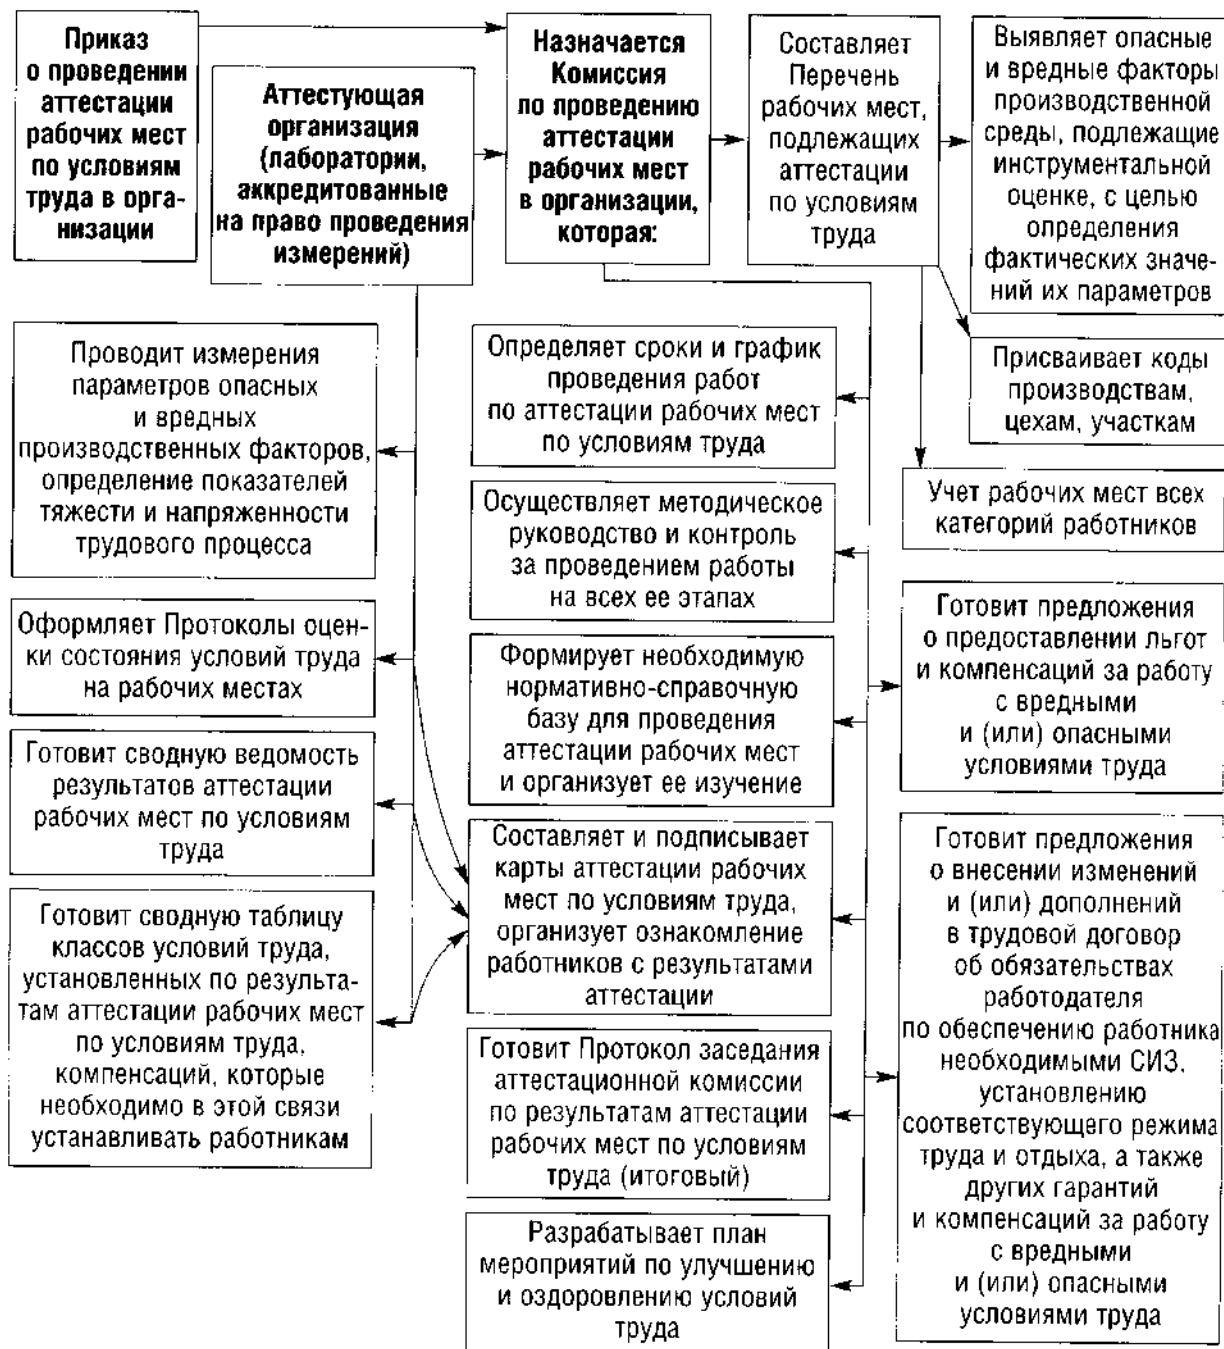 Приказ
о проведении
аттестации
рабочих мест
по условиям
труда в орга-
низации
Аттестующая
организация
(лаборатории,
аккредитованные
на право проведения
измерений)
Назначается
Комиссия
по проведению
аттестации
рабочих мест
в организации,
которая:
Составляет
Перечень
рабочих мест,
подлежащих
аттестации
по условиям
труда
Выявляет опасные
и вредные факторы
производственной
среды, подлежащие
инструментальной
оценке, с целью
определения
фактических значе-
ний их параметров
Присваивает коды
производствам,
цехам, участкам
Учет рабочих мест всех
категорий работников
Проводит измерения
параметров опасных
и вредных
производственных факторов,
определение показателей
тяжести и напряженности
трудового процесса
Оформляет Протоколы оцен-
ки состояния условий труда
на рабочих местах
Готовит сводную ведомость
результатов аттестации
рабочих мест по условиям
труда
Готовит сводную таблицу
классов условий труда,
установленных по результа-
там аттестации рабочих мест
по условиям труда,
компенсаций, которые
необходимо в этой связи
устанавливать работникам
Определяет сроки и график
проведения работ
по аттестации рабочих мест
по условиям труда
Осуществляет методическое
руководство и контроль
за проведением работы
на всех ее этапах
Формирует необходимую
нормативно-справочную
базу для проведения
аттестации рабочих мест
и организует ее изучение
Составляет и подписывает
карты аттестации рабочих
мест по условиям труда,
организует ознакомление
работников с результатами
аттестации
Готовит Протокол заседания
аттестационной комиссии
по результатам аттестации
рабочих мест по условиям
труда (итоговый)
Разрабатывает план
мероприятий по улучшению
и оздоровлению условий
труда
Готовит предложения
о предоставлении льгот
и компенсаций за работу
с вредными
и (или) опасными
условиями труда
Готовит предложения
о внесении изменений
и (или) дополнений
в трудовой договор
об обязательствах
работодателя
по обеспечению работника
необходимыми СИЗ,
установлению
соответствующего режима
труда и отдыха, а также
других гарантий
и компенсаций за работу
с вредными
и (или) опасными
условиями труда